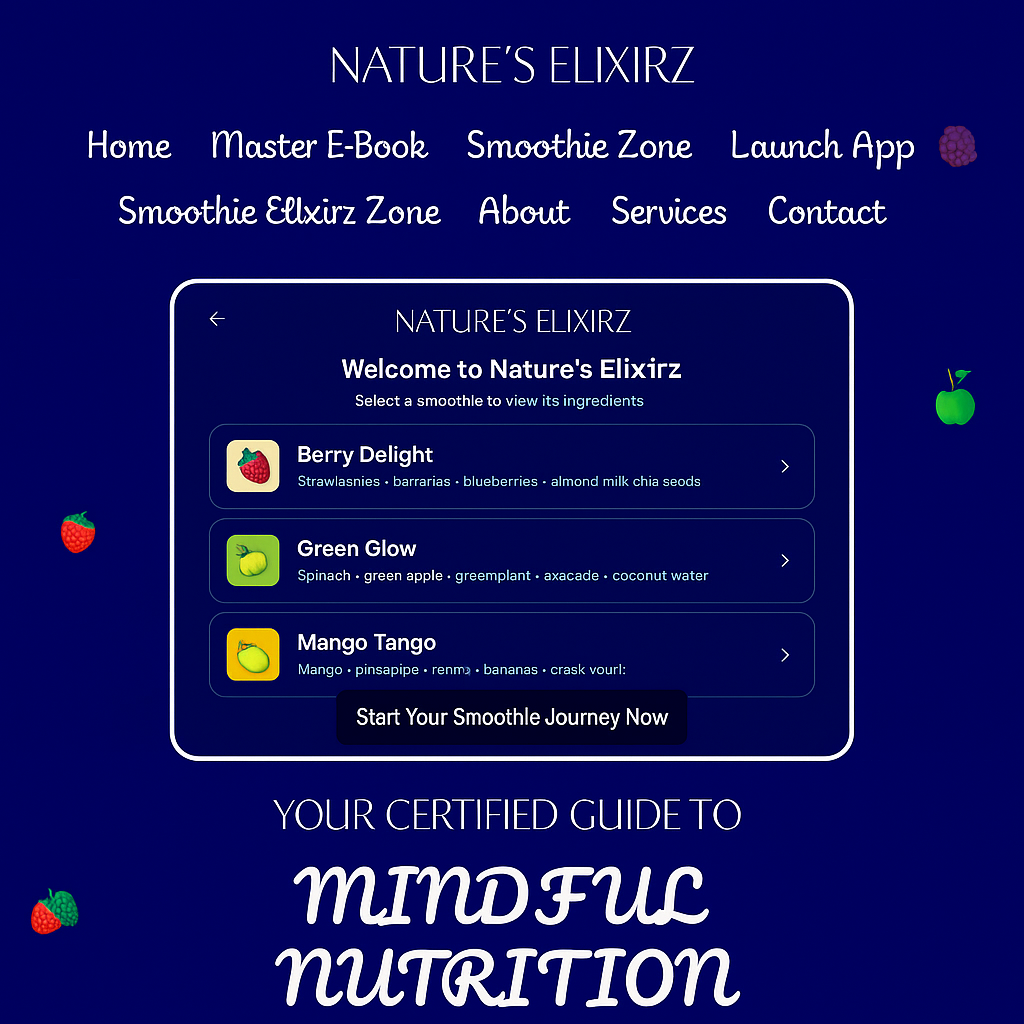 NATURE'S ELIXIRZ
Home Master E-Book Smoothie Zone Launch App
Smoothie Ellxirz Zone About Services Contact
←
NATURE'S ELIXIRZ
Welcome to Nature's Elixirz
Select a smoothle to view its ingredients
Berry Delight
Strawlasnies • barrarias • blueberries • almond milk chia seods
Green Glow
Spinach • green apple • greemplant • axacade • coconut water
Mango Tango
Mango • pinsapipe • • bananas • crask vourl:
Start Your Smoothle Journey Now
YOUR CERTIFIED GUIDE TO
MINDFUL
NUTRITION